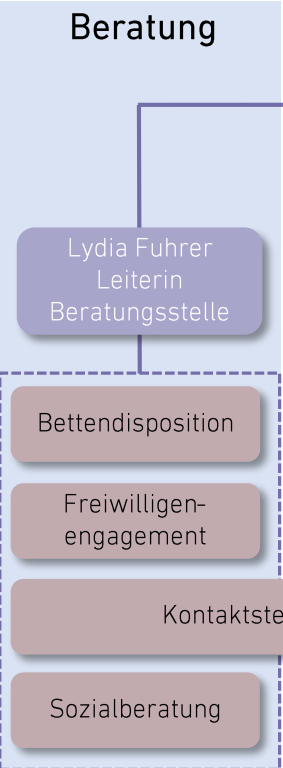 Beratung
Lydia Fuhrer
Leiterin
Beratungsstelle
Bettendisposition
Freiwilligen-
engagement
Kontaktste
Sozialberatung